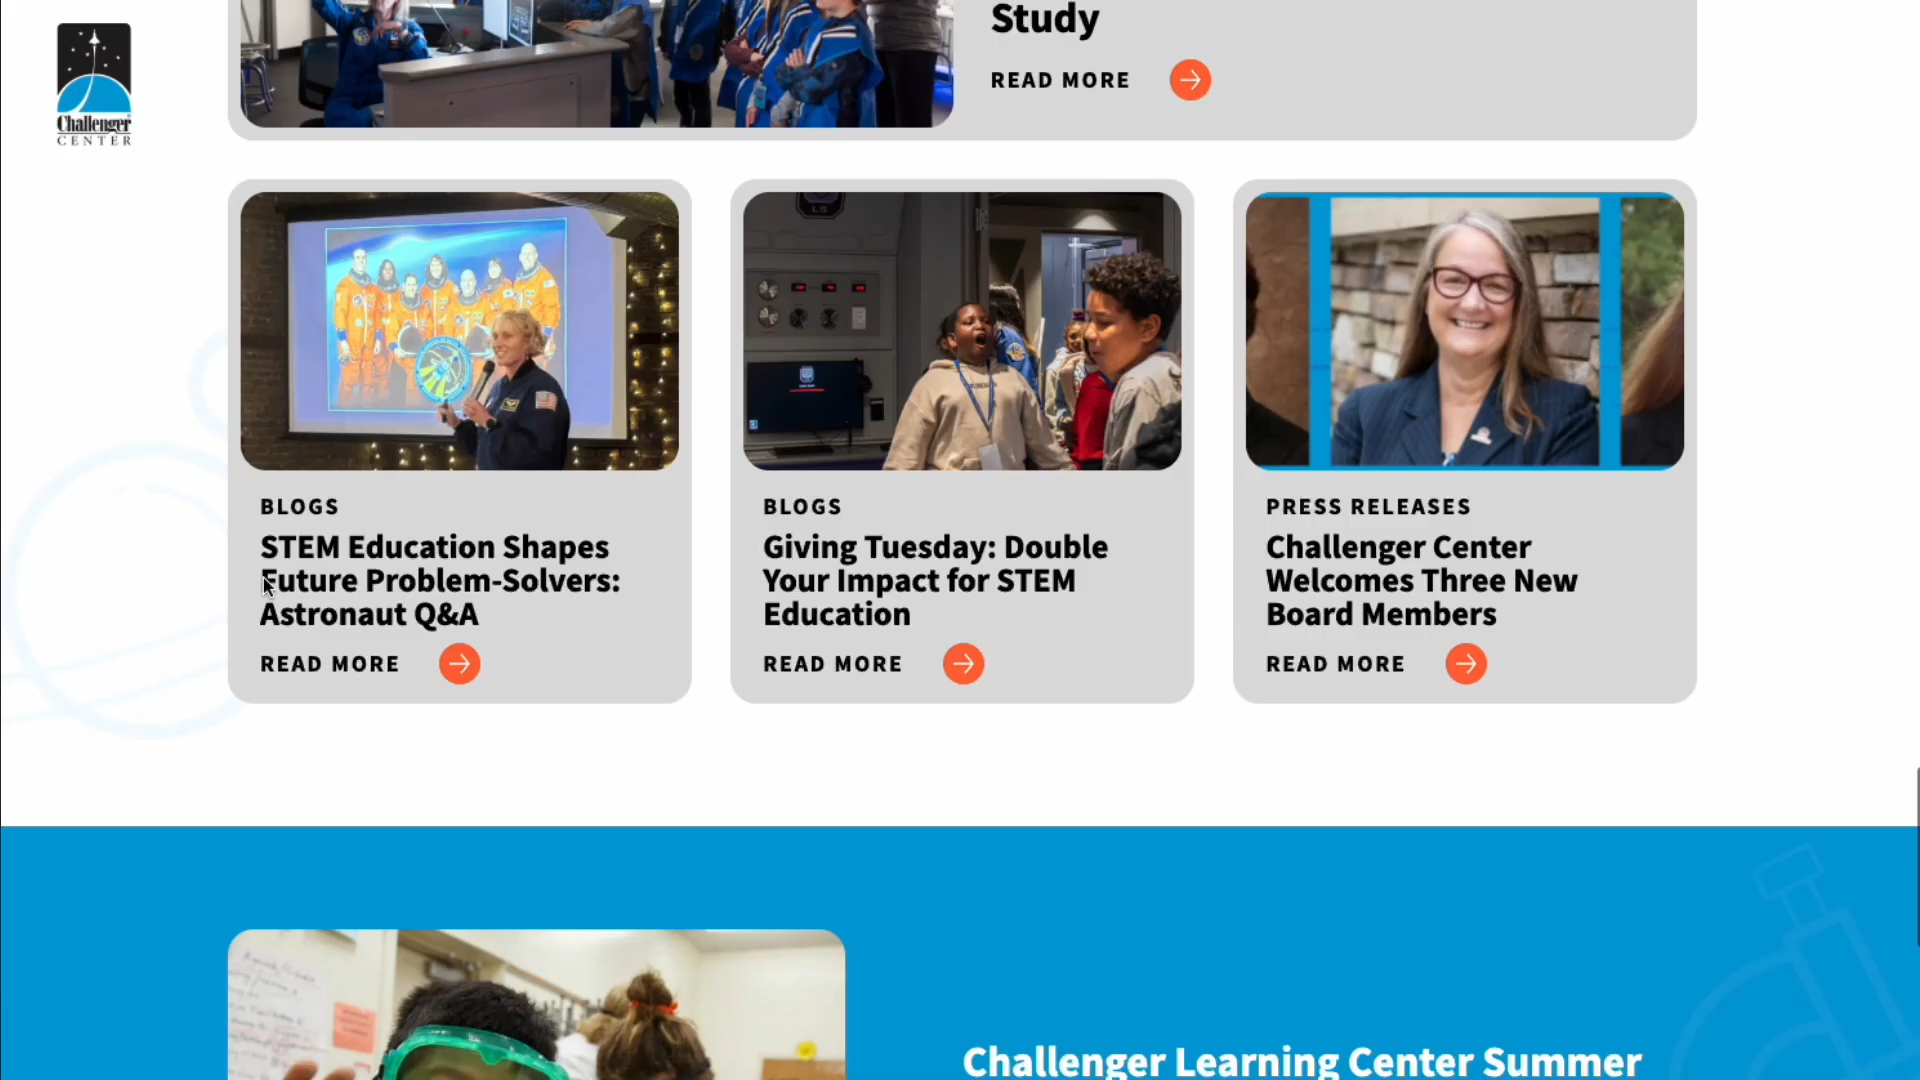 Study
READ MORE
Challenger
CENTER
BLOGS
STEM Education Shapes
Future Problem-Solvers:
Astronaut Q&A
READ MORE
BLOGS
Giving Tuesday: Double
Your Impact for STEM
Education
READ MORE
PRESS RELEASES
Challenger Center
Welcomes Three New
Board Members
READ MORE
Challenger Learning Center Summer